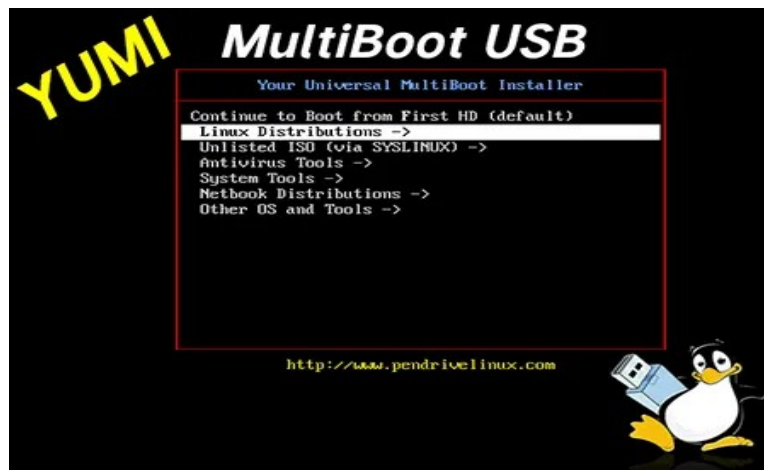 YUMI
MultiBoot USB
Your Universal MultiBoot Installer
Continue to Boot from First HD (default)
Linux Distributions ->
Unlisted ISO (via SYSLINUX) ->
Antivirus Tools ->
System Tools ->
Netbook Distributions ->
Other OS and Tools ->
http://www.pendrivelinux.com